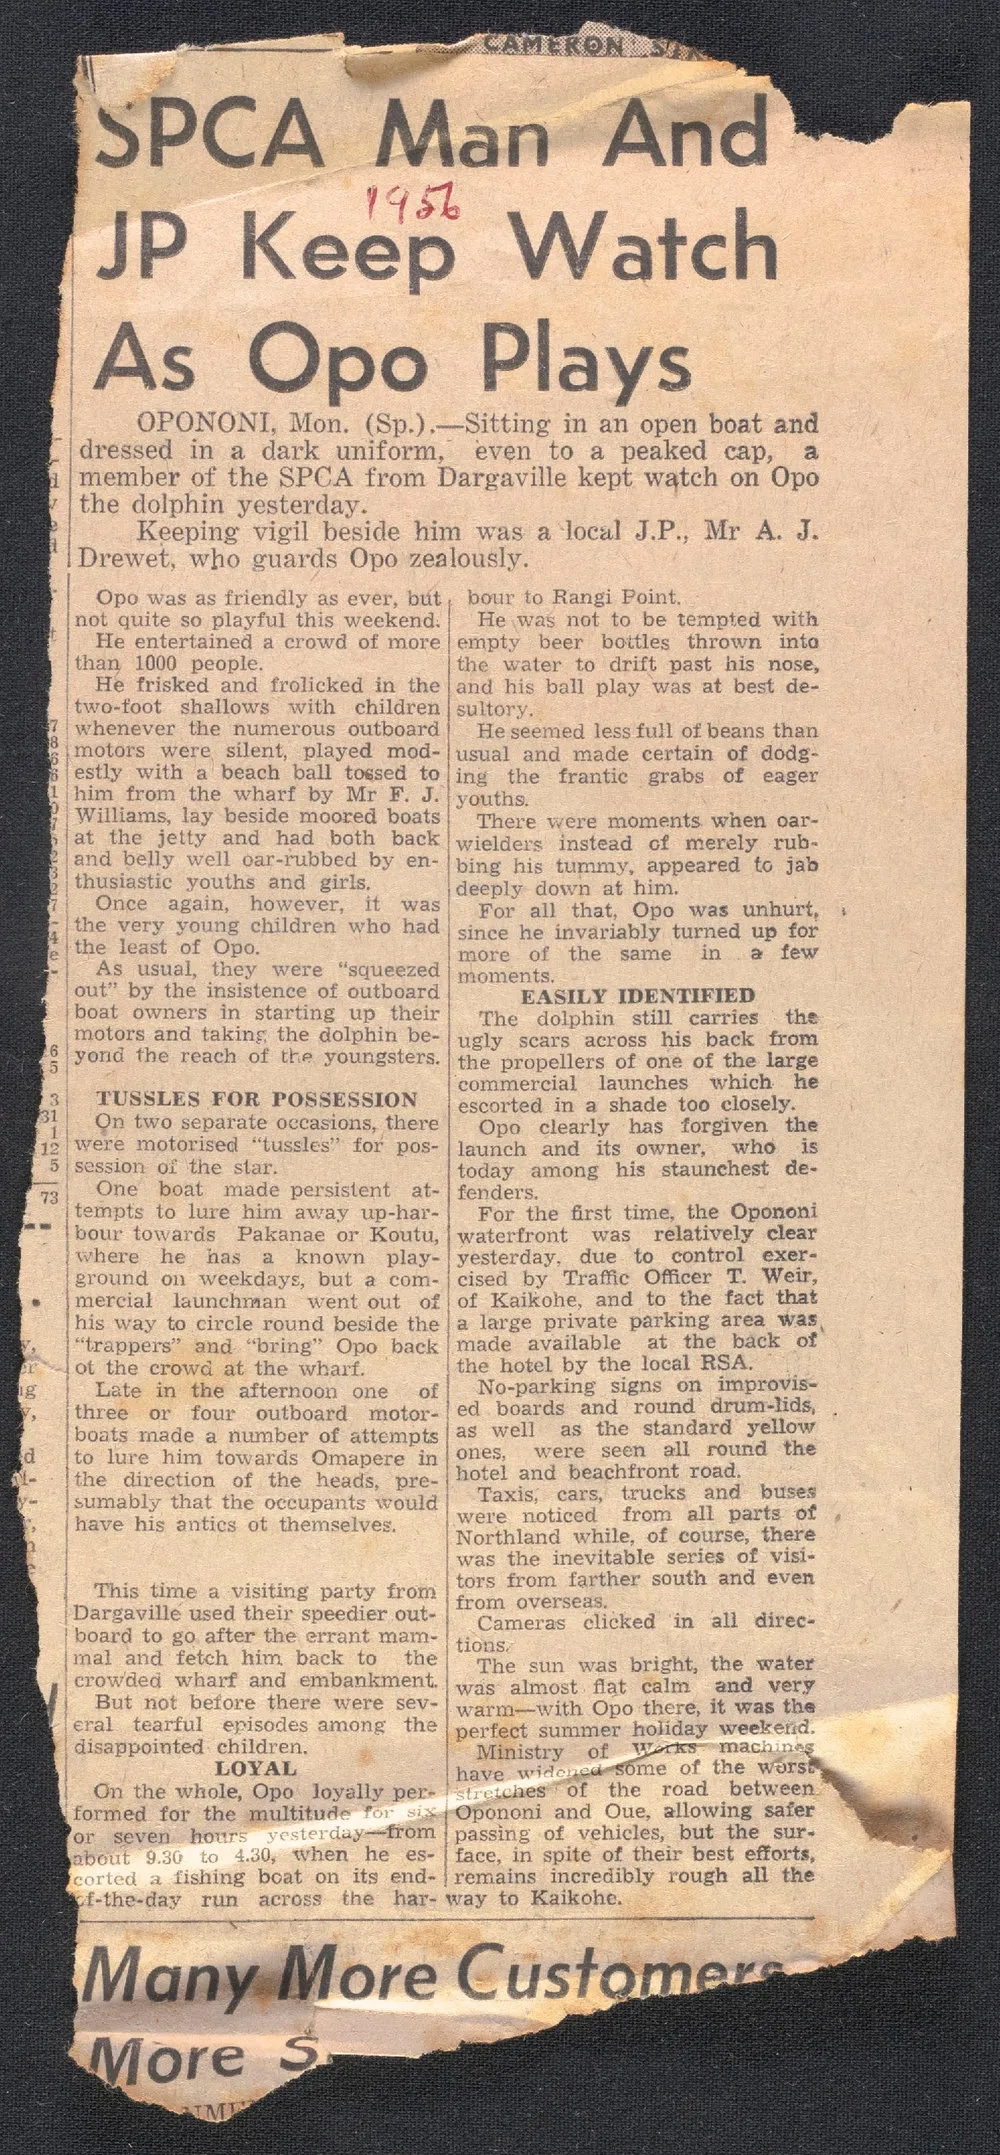 CAMERON
SPCA Man And
1956
JP Keep Watch
As Opo Plays
OPONONI, Mon. (Sp.).—Sitting in an open boat and
dressed in a dark uniform, even to a peaked cap, a
member of the SPCA from Dargaville kept watch on Opo
the dolphin yesterday.
Keeping vigil beside him was a local J.P., Mr A. J.
Drewet, who guards Opo zealously.
Opo was as friendly as ever, but
not quite so playful this weekend.
He entertained a crowd of more
than 1000 people.
He frisked and frolicked in the
two-foot shallows with children
whenever the numerous outboard
motors were silent, played mod-
estly with a beach ball tossed to
him from the wharf by Mr F. J.
Williams, lay beside moored boats
at the jetty and had both back
and belly well oar-rubbed by en-
thusiastic youths and girls.
Once again, however, it was
the very young children who had
the least of Opo.
As usual, they were "squeezed
out" by the insistence of outboard
boat owners in starting up their
motors and taking the dolphin be-
yond the reach of the youngsters.
TUSSLES FOR POSSESSION
On two separate occasions, there
were motorised "tussles" for pos-
session of the star.
One boat made persistent at-
tempts to lure him away up-har-
bour towards Pakanae or Koutu,
where he has a known play-
ground on weekdays, but a com-
mercial launchman went out of
his way to circle round beside the
"trappers" and "bring" Opo back
ot the crowd at the wharf.
Late in the afternoon one of
three or four outboard motor-
boats made a number of attempts
to lure him towards Omapere in
the direction of the heads, pre-
sumably that the occupants would
have his antics ot themselves.
This time a visiting party from
Dargaville used their speedier out-
board to go after the errant mam-
mal and fetch him back to the
crowded wharf and embankment.
But not before there were sev-
eral tearful episodes among the
disappointed children.
LOYAL
On the whole, Opo loyally per-
formed for the multitude for six
or seven hours yesterday—from
about 9.30 to 4.30, when he es-
corted a fishing boat on its end-
of-the-day run across the har-
bour to Rangi Point.
He was not to be tempted with
empty beer bottles thrown into
the water to drift past his nose,
and his ball play was at best de-
sultory.
He seemed less full of beans than
usual and made certain of dodg-
ing the frantic grabs of eager
youths.
There were moments when oar-
wielders instead of merely rub-
bing his tummy, appeared to jab
deeply down at him.
For all that, Opo was unhurt,
since he invariably turned up for
more of the same in a few
moments.
EASILY IDENTIFIED
The dolphin still carries the
ugly scars across his back from
the propellers of one of the large
commercial launches which he
escorted in a shade too closely.
Opo clearly has forgiven the
launch and its owner, who is
today among his staunchest de-
fenders.
For the first time, the Opononi
waterfront was relatively clear
yesterday, due to control exer-
cised by Traffic Officer T. Weir,
of Kaikohe, and to the fact that
a large private parking area was
made available at the back of
the hotel by the local RSA.
No-parking signs on improvis-
ed boards and round drum-lids,
as well as the standard yellow
ones, were seen all round the
hotel and beachfront road.
Taxis, cars, trucks and buses
were noticed from all parts of
Northland while, of course, there
was the inevitable series of visi-
tors from farther south and even
from overseas.
Cameras clicked in all direc-
tions.
The sun was bright, the water
was almost flat calm and very
warm—with Opo there, it was the
perfect summer holiday weekend.
Ministry of Works machines
have widened some of the worst
stretches of the road between
Opononi and Oue, allowing safer
passing of vehicles, but the sur-
face, in spite of their best efforts,
remains incredibly rough all the
way to Kaikohe.
Many More Customers
More S